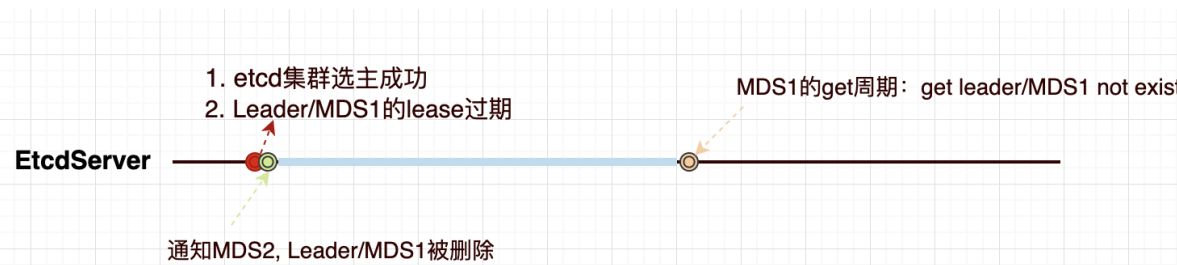 1. etcd集群选主成功
2. Leader/MDS1的lease过期
MDS1的get周期：get leader/MDS1 not exist
EtcdServer
通知MDS2, Leader/MDS1被删除